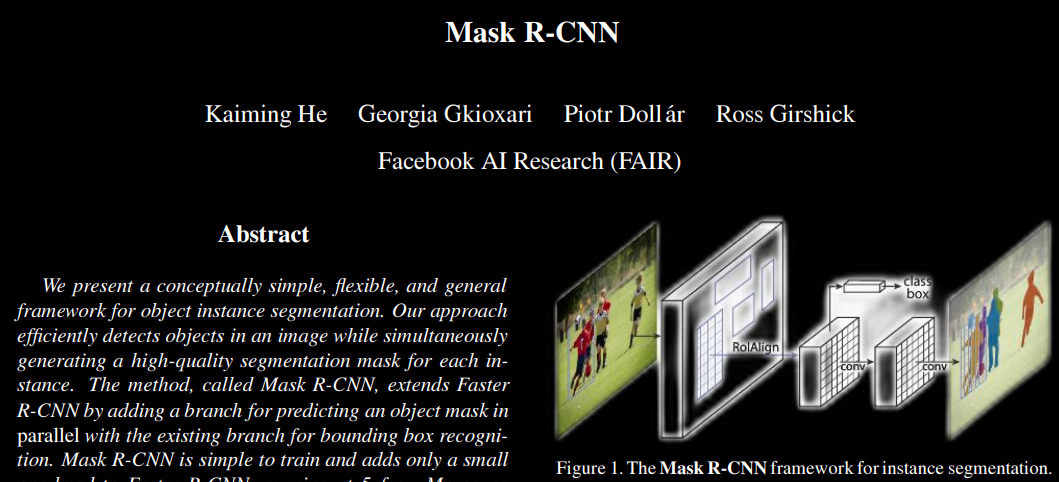 Mask R-CNN
Kaiming He Georgia Gkioxari Piotr Dollár Ross Girshick
Facebook AI Research (FAIR)
Abstract
We present a conceptually simple, flexible, and general
framework for object instance segmentation. Our approach
efficiently detects objects in an image while simultaneously
generating a high-quality segmentation mask for each in-
stance. The method, called Mask R-CNN, extends Faster
R-CNN by adding a branch for predicting an object mask in
parallel with the existing branch for bounding box recogni-
tion. Mask R-CNN is simple to train and adds only a small
RoIAlign
class
box
conv
conv
Figure 1. The Mask R-CNN framework for instance segmentation.